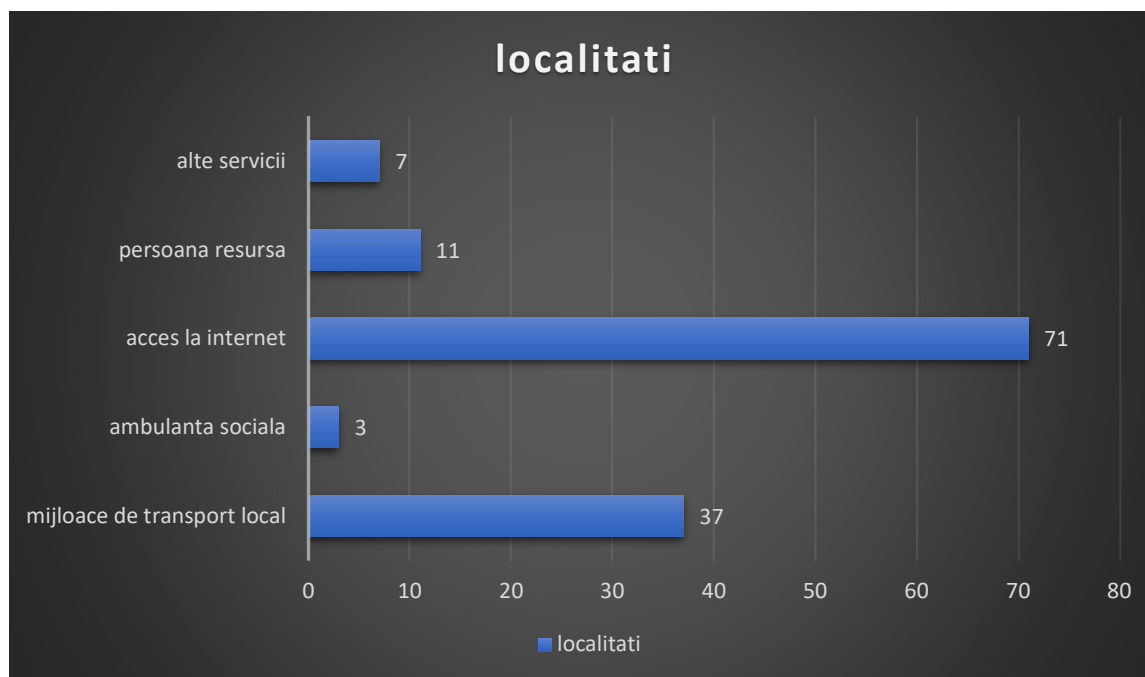 localitati
alte servicii 7
persoana resursa 11
acces la internet 71
ambulanta sociala 3
mijloace de transport local 37
0 10 20 30 40 50 60 70 80
localitati